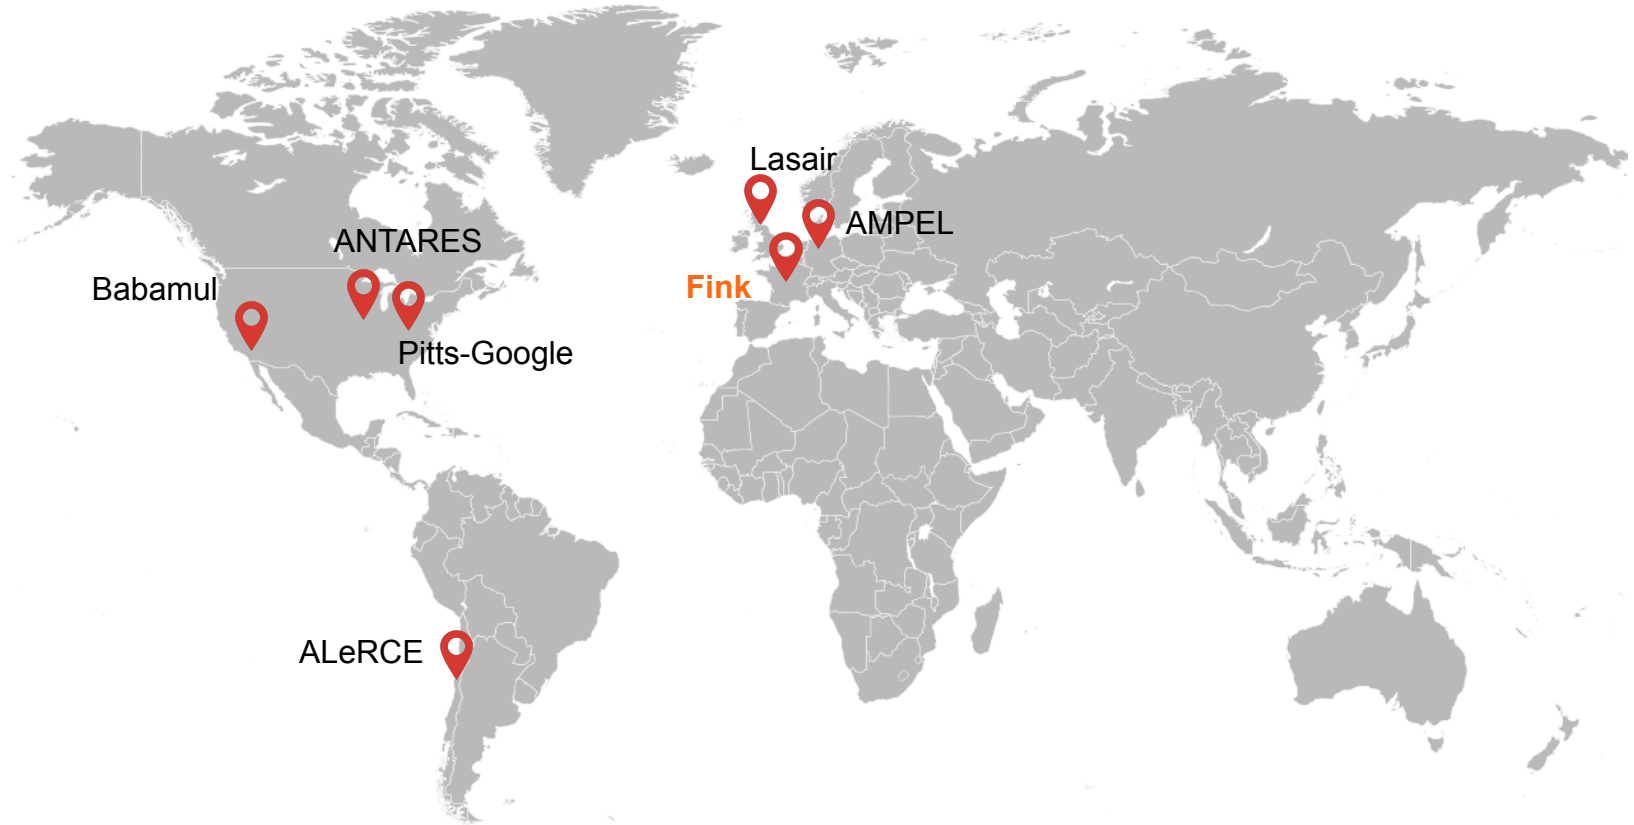 Lasair
AMPEL
ANTARES
Babamul
Fink
Pitts-Google
ALeRCE